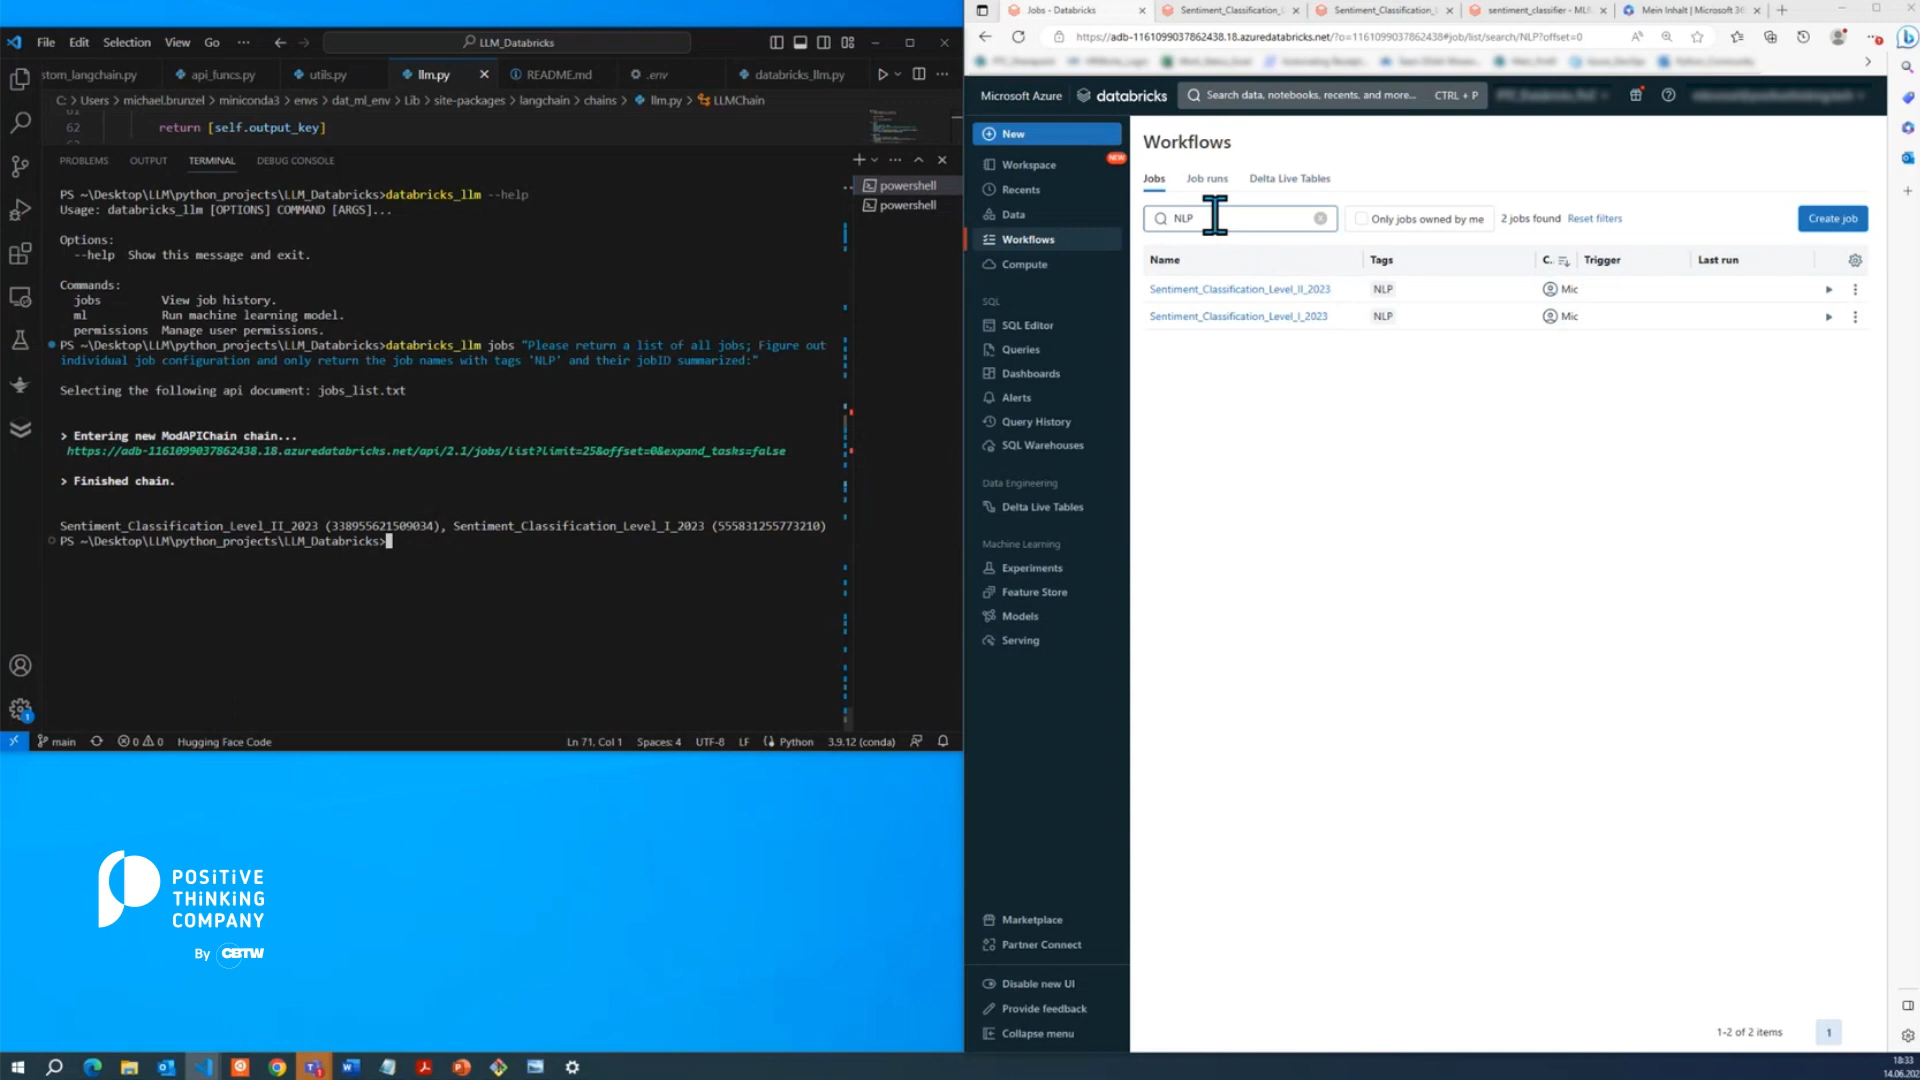 File Edit Selection View Go ··· LLM_Databricks
stom_langchain.py api_funcs.py utils.py llm.py README.md .env databricks_llm.py
C: > Users > michael.brunzel > miniconda3 > envs > dat_ml_env > Lib > site-packages > langchain > chains > llm.py > LLMChain
62 return [self.output_key]
PROBLEMS OUTPUT TERMINAL DEBUG CONSOLE
powershell
powershell
PS ~\Desktop\LLM\python_projects\LLM_Databricks>databricks_llm --help
Usage: databricks_llm [OPTIONS] COMMAND [ARGS]...
Options:
--help Show this message and exit.
Commands:
jobs View job history.
ml Run machine learning model.
permissions Manage user permissions.
PS ~\Desktop\LLM\python_projects\LLM_Databricks>databricks_llm jobs "Please return a list of all jobs; Figure out
individual job configuration and only return the job names with tags 'NLP' and their jobID summarized:"
Selecting the following api document: jobs_list.txt
> Entering new ModAPIChain chain...
https://adb-1161099037862438.18.azuredatabricks.net/api/2.1/jobs/list?limit=25&offset=0&expand_tasks=false
> Finished chain.
Sentiment_Classification_Level_II_2023 (338955621509034), Sentiment_Classification_Level_I_2023 (555831255773210)
PS ~\Desktop\LLM\python_projects\LLM_Databricks>
1
main 0 0 Hugging Face Code Ln 71, Col 1 Spaces: 4 UTF-8 LF Python 3.9.12 (conda)
POSiTiVE
THiNKiNG
COMPANY
By CBTW
Jobs - Databricks Sentiment_Classification_ Sentiment_Classification_ sentiment_classifier - MLf Mein Inhalt | Microsoft 36
https://adb-1161099037862438.18.azuredatabricks.net/?o=1161099037862438#job/list/search/NLP?offset=0
Microsoft Azure databricks Search data, notebooks, recents, and more... CTRL + P
New
Workspace NEW
Recents
Data
Workflows
Compute
SQL
SQL Editor
Queries
Dashboards
Alerts
Query History
SQL Warehouses
Data Engineering
Delta Live Tables
Machine Learning
Experiments
Feature Store
Models
Serving
Marketplace
Partner Connect
Disable new UI
Provide feedback
Collapse menu
Workflows
Jobs Job runs Delta Live Tables
NLP Only jobs owned by me 2 jobs found Reset filters Create job
Name Tags C. Trigger Last run
Sentiment_Classification_Level_II_2023 NLP Mic
Sentiment_Classification_Level_I_2023 NLP Mic
1-2 of 2 items 1
18:33
14.06.202